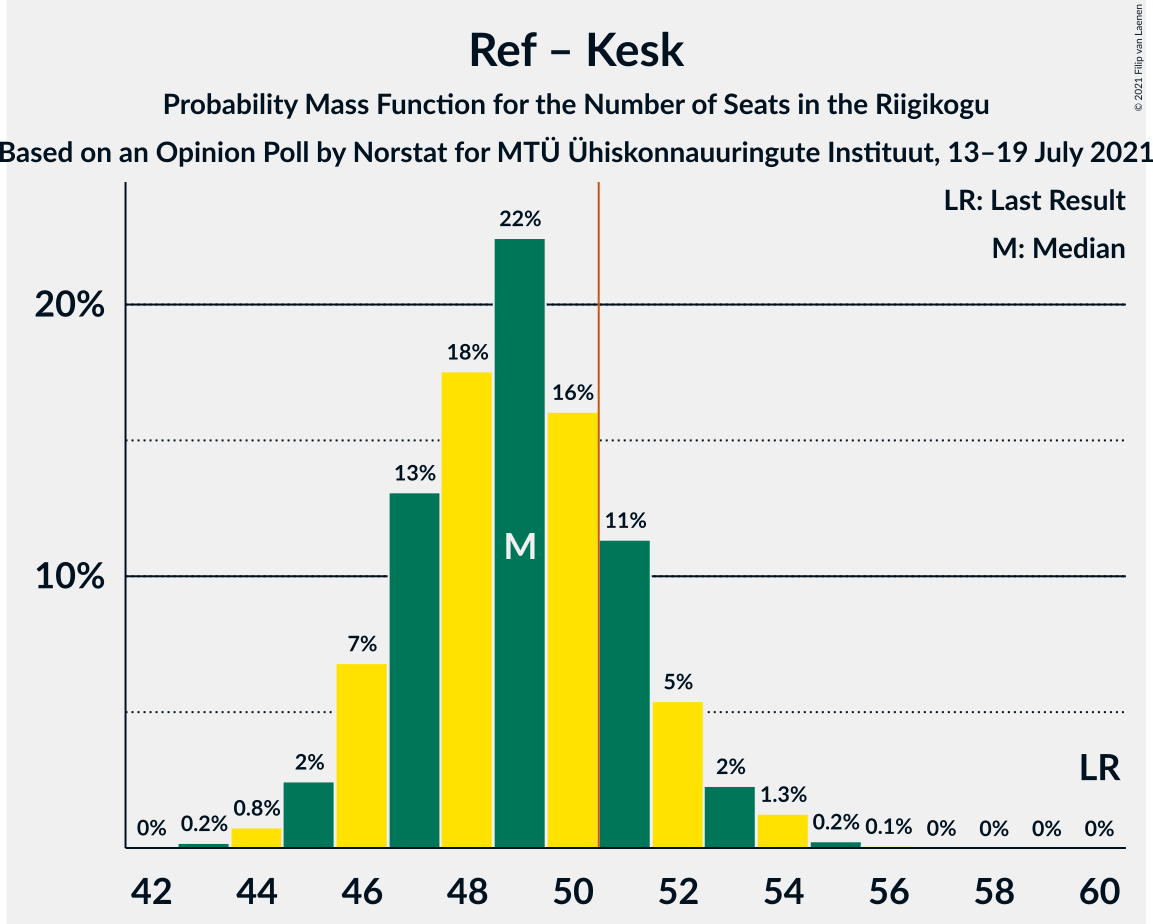 Ref – Kesk
Probability Mass Function for the Number of Seats in the Riigikogu
Based on an Opinion Poll by Norstat for MTÜ Ühiskonnauuringute Instituut, 13–19 July 2021
© 2021 Filip van Laenen
LR: Last Result
M: Median
22%
20%
18%
16%
13%
11%
M
10%
7%
5%
LR
2%
2%
1.3%
0.8%
0% 0.2% 0.2% 0.1% 0% 0% 0% 0%
42 44 46 48 50 52 54 56 58 60